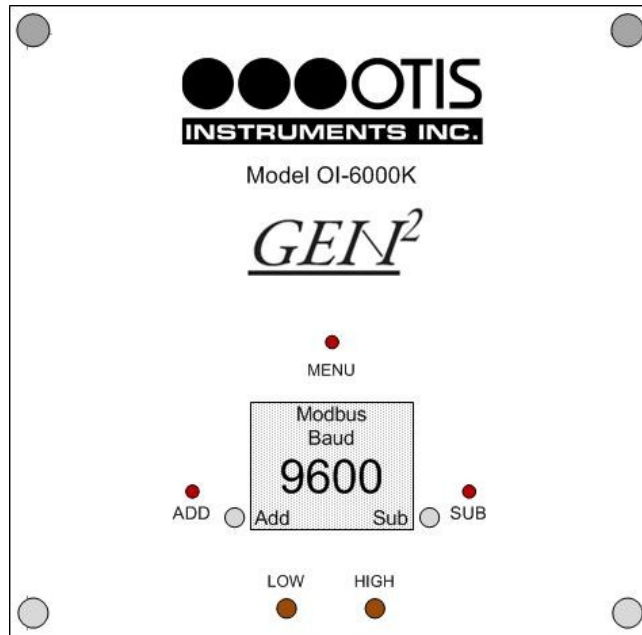 OTIS
INSTRUMENTS INC.
Model OI-6000K
GEN²
MENU
Modbus
Baud
9600
ADD
Add Sub
SUB
LOW HIGH